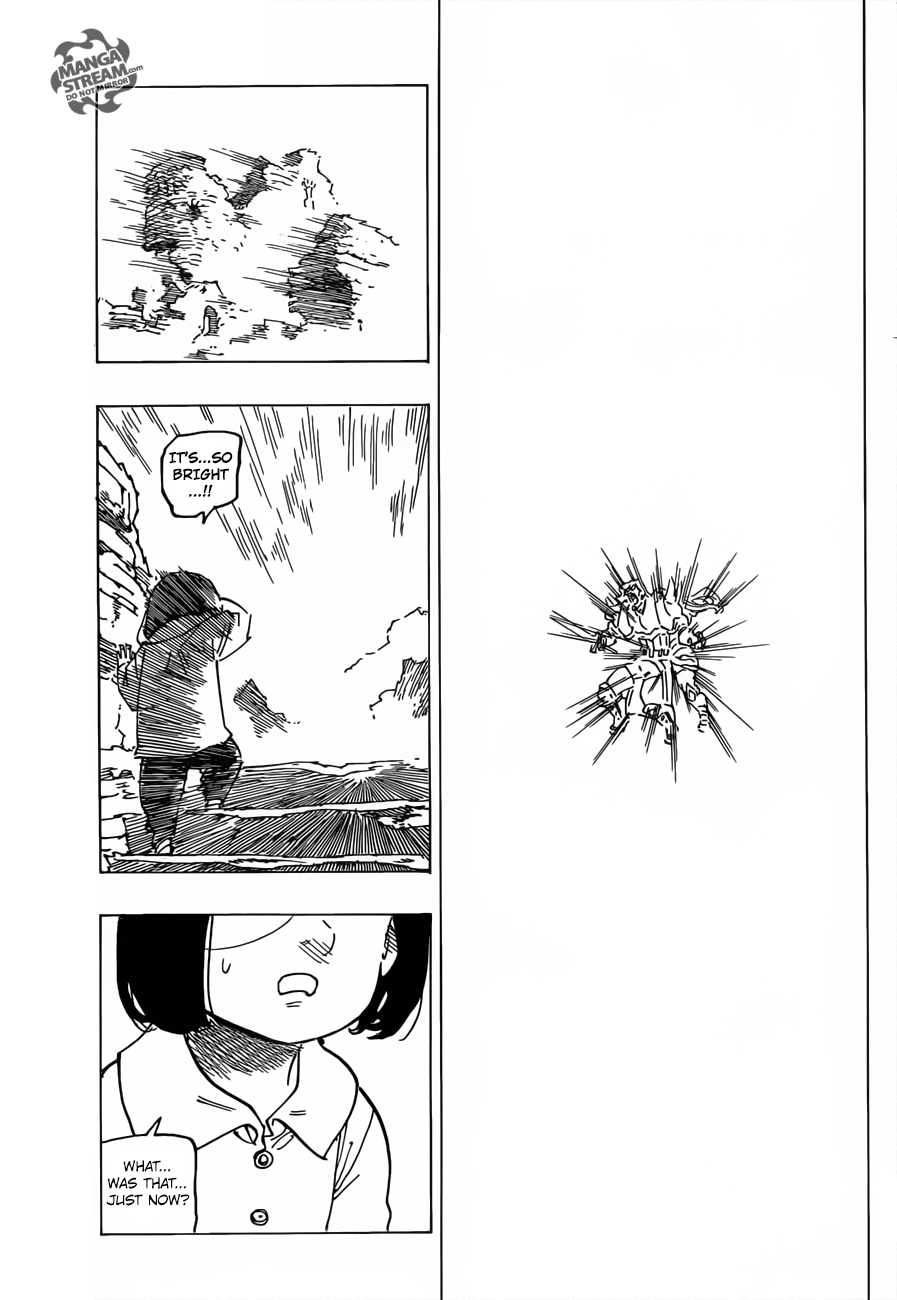 MANGA
STREAM.com
DO NOT MIRROR
IT'S...SO
BRIGHT
...!!
WHAT...
WAS THAT...
JUST NOW?